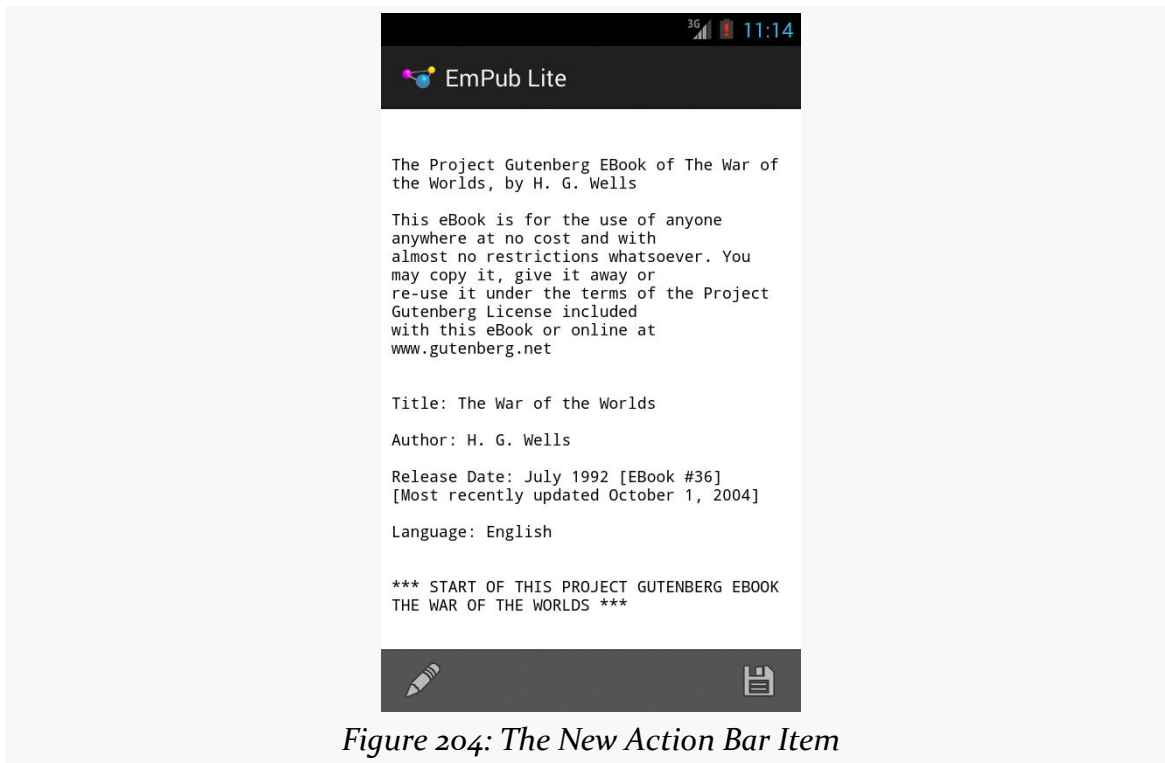 3G 11:14
EmPub Lite
The Project Gutenberg EBook of The War of
the Worlds, by H. G. Wells
This eBook is for the use of anyone
anywhere at no cost and with
almost no restrictions whatsoever. You
may copy it, give it away or
re-use it under the terms of the Project
Gutenberg License included
with this eBook or online at
www.gutenberg.net
Title: The War of the Worlds
Author: H. G. Wells
Release Date: July 1992 [EBook #36]
[Most recently updated October 1, 2004]
Language: English
*** START OF THIS PROJECT GUTENBERG EBOOK
THE WAR OF THE WORLDS ***
Figure 204: The New Action Bar Item